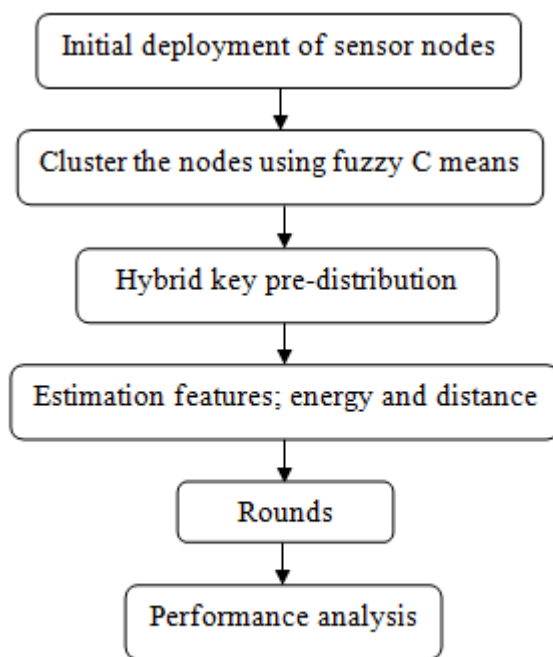 Initial deployment of sensor nodes
Cluster the nodes using fuzzy C means
Hybrid key pre-distribution
Estimation features; energy and distance
Rounds
Performance analysis